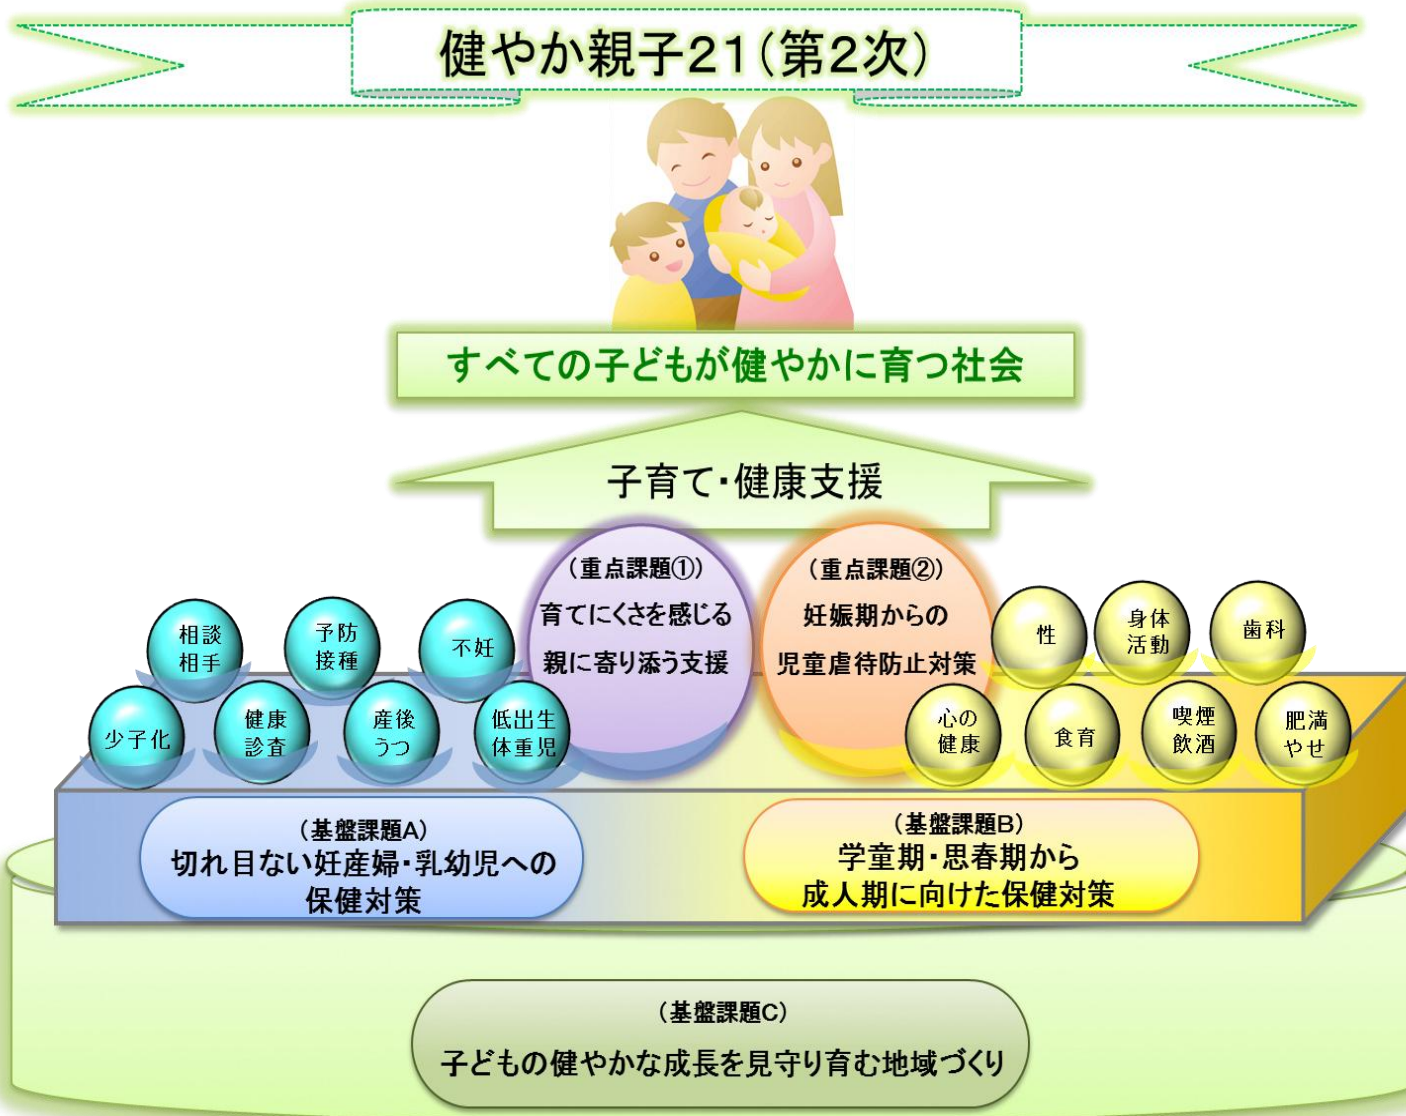 健やか親子21(第2次)
すべての子どもが健やかに育つ社会
子育て・健康支援
(重点課題①)
育てにくさを感じる
親に寄り添う支援
(重点課題②)
妊娠期からの
児童虐待防止対策
相談
相手
予防
接種
不妊
少子化
健康
診査
産後
うつ
低出生
体重児
性
身体
活動
歯科
心の
健康
食育
喫煙
飲酒
肥満
やせ
(基盤課題A)
切れ目ない妊産婦・乳幼児への
保健対策
(基盤課題B)
学童期・思春期から
成人期に向けた保健対策
(基盤課題C)
子どもの健やかな成長を見守り育む地域づくり